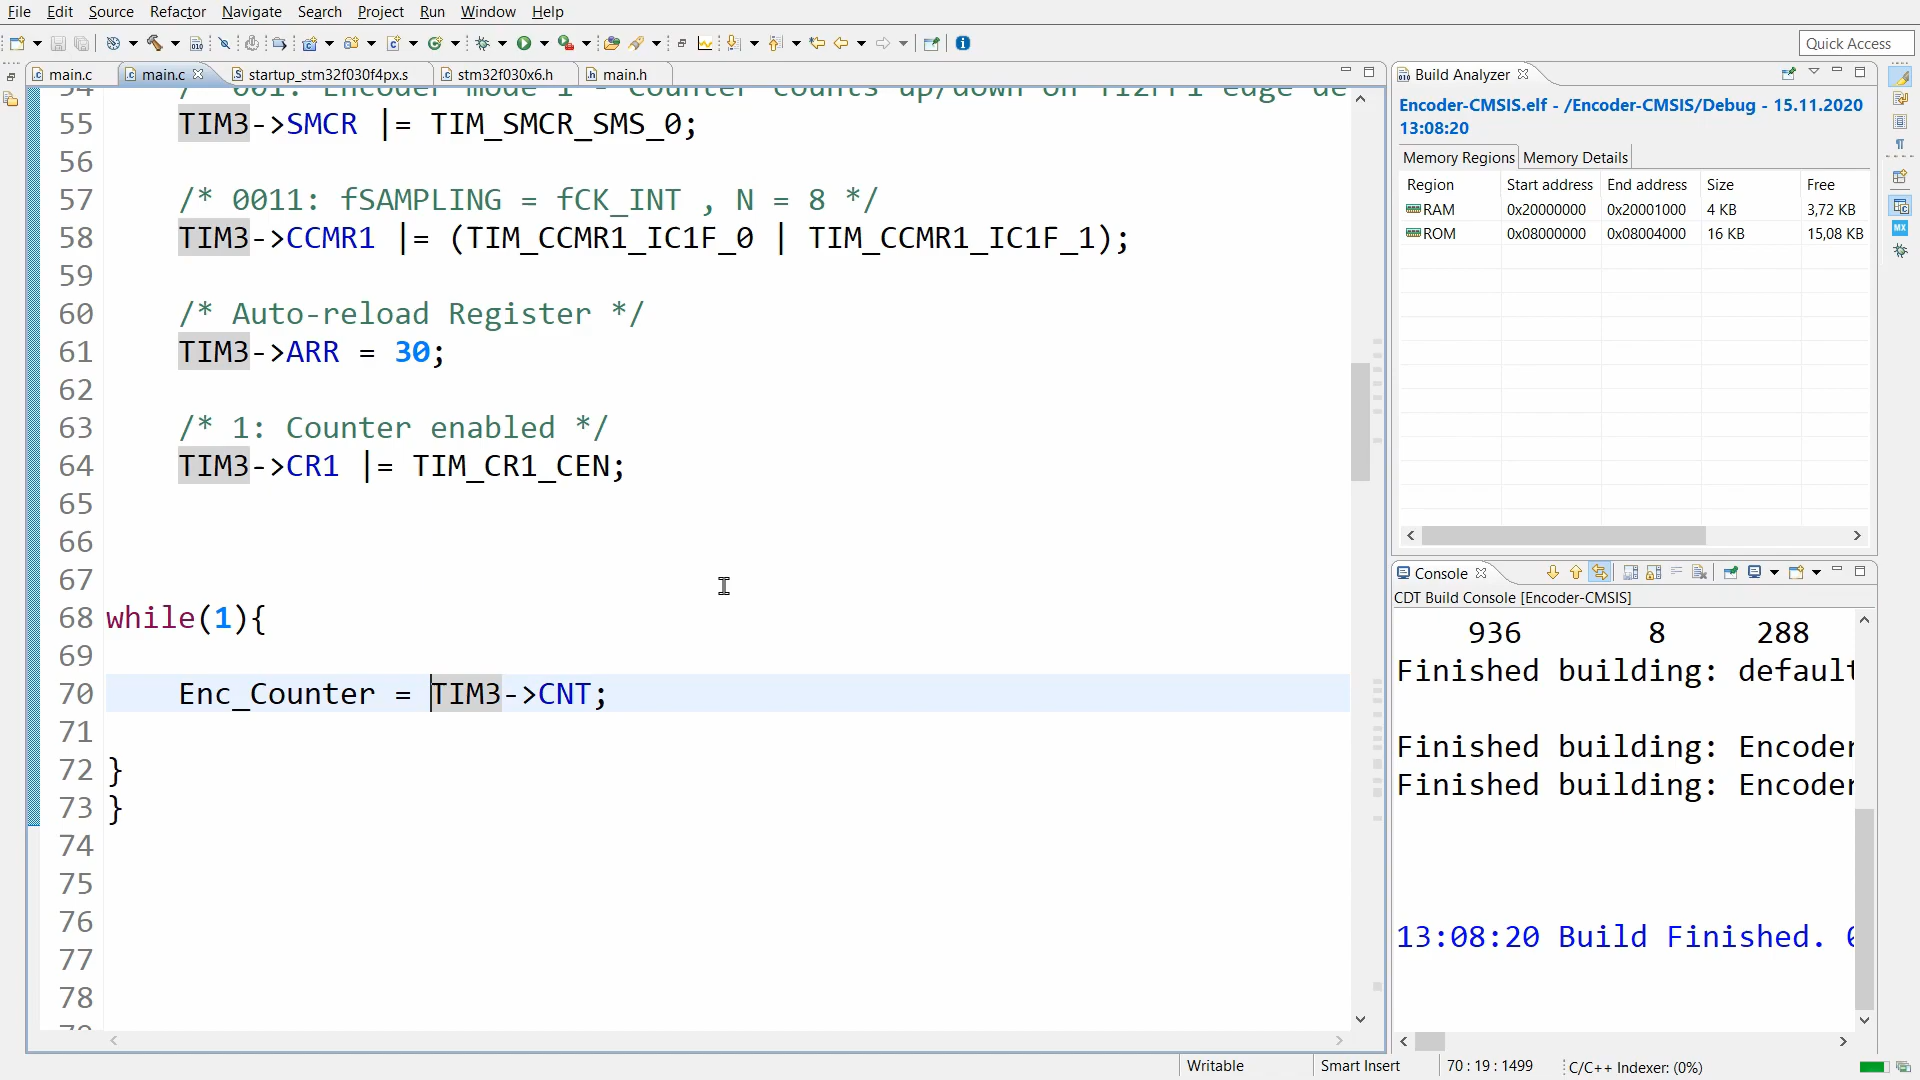 File Edit Source Refactor Navigate Search Project Run Window Help
Quick Access
main.c main.c startup_stm32f030f4px.s stm32f030x6.h main.h
55 TIM3->SMCR |= TIM_SMCR_SMS_0;
56
57 /* 0011: fSAMPLING = fCK_INT , N = 8 */
58 TIM3->CCMR1 |= (TIM_CCMR1_IC1F_0 | TIM_CCMR1_IC1F_1);
59
60 /* Auto-reload Register */
61 TIM3->ARR = 30;
62
63 /* 1: Counter enabled */
64 TIM3->CR1 |= TIM_CR1_CEN;
65
66
67
68 while(1){
69
70 Enc_Counter = TIM3->CNT;
71
72 }
73 }
74
75
76
77
78
Build Analyzer
Encoder-CMSIS.elf - /Encoder-CMSIS/Debug - 15.11.2020
13:08:20
Memory Regions Memory Details
Region Start address End address Size Free
RAM 0x20000000 0x20001000 4 KB 3,72 KB
ROM 0x08000000 0x08004000 16 KB 15,08 KB
MX
Console
CDT Build Console [Encoder-CMSIS]
936 8 288
Finished building: default
Finished building: Encoder
Finished building: Encoder
13:08:20 Build Finished.
Writable Smart Insert 70 : 19 : 1499 C/C++ Indexer: (0%)